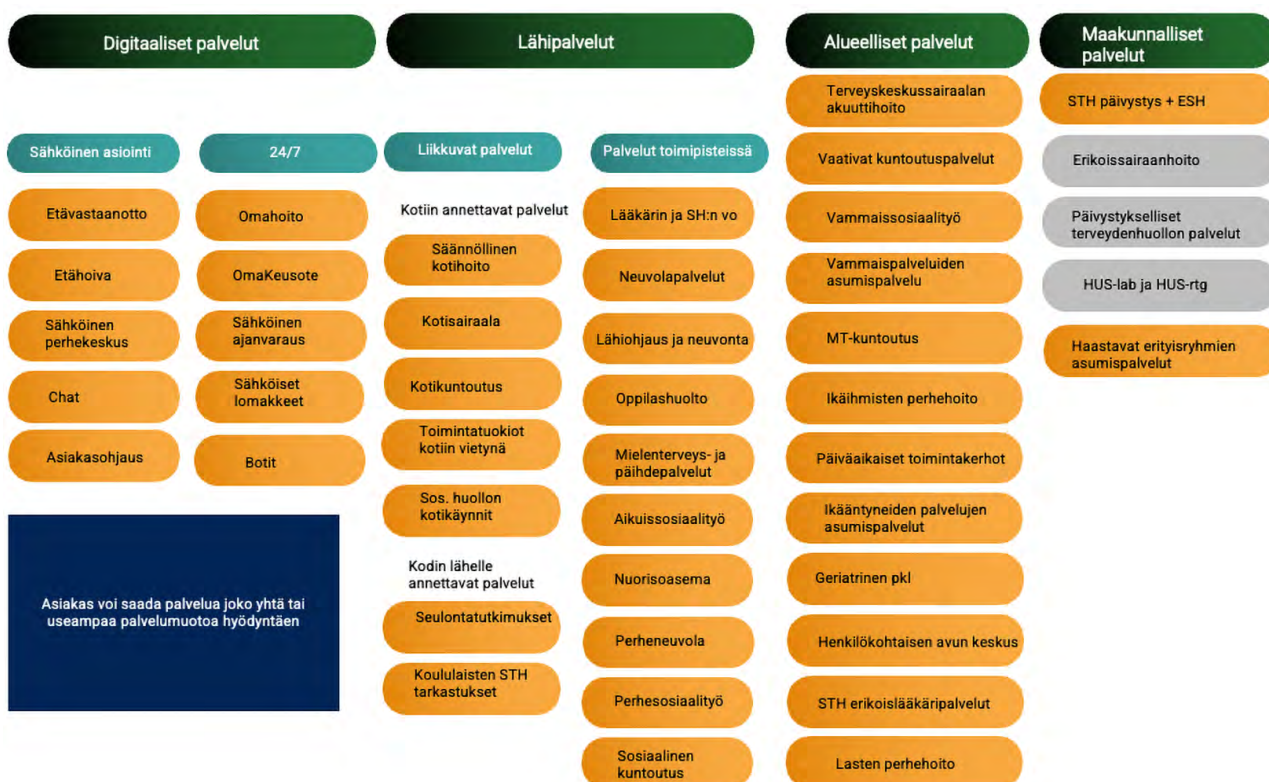 Digitaaliset palvelut
Sähköinen asiointi
Etävastaanotto
Etähoiva
Sähköinen
perhekeskus
Chat
Asiakasohjaus
24/7
Omahoito
OmaKeusote
Sähköinen
ajanvaraus
Sähköiset
lomakkeet
Botit
Asiakas voi saada palvelua joko yhtä tai
useampaa palvelumuotoa hyödyntäen
Lähipalvelut
Liikkuvat palvelut
Kotiin annettavat palvelut
Säännöllinen
kotihoito
Kotisairaala
Kotikuntoutus
Toimintatuokiot
kotiin vietynä
Sos. huollon
kotikäynnit
Kodin lähelle
annettavat palvelut
Seulontatutkimukset
Koululaisten STH
tarkastukset
Palvelut toimipisteissä
Lääkärin ja SH:n vo
Neuvolapalvelut
Lähiohjaus ja neuvonta
Oppilashuolto
Mielenterveys- ja
päihdepalvelut
Aikuissosiaalityö
Nuorisoasema
Perheneuvola
Perhesosiaalityö
Sosiaalinen
kuntoutus
Alueelliset palvelut
Terveyskeskussairaalan
akuuttihoito
Vaativat kuntoutuspalvelut
Vammaissosiaalityö
Vammaispalveluiden
asumispalvelu
MT-kuntoutus
Ikäihmisten perhehoito
Päiväaikaiset toimintakerhot
Ikääntyneiden palvelujen
asumispalvelut
Geriatrinen pkl
Henkilökohtaisen avun keskus
STH erikoislääkäripalvelut
Lasten perhehoito
Maakunnalliset
palvelut
STH päivystys + ESH
Erikoissairaanhoito
Päivystykselliset
terveydenhuollon palvelut
HUS-lab ja HUS-rtg
Haastavat erityisryhmien
asumispalvelut